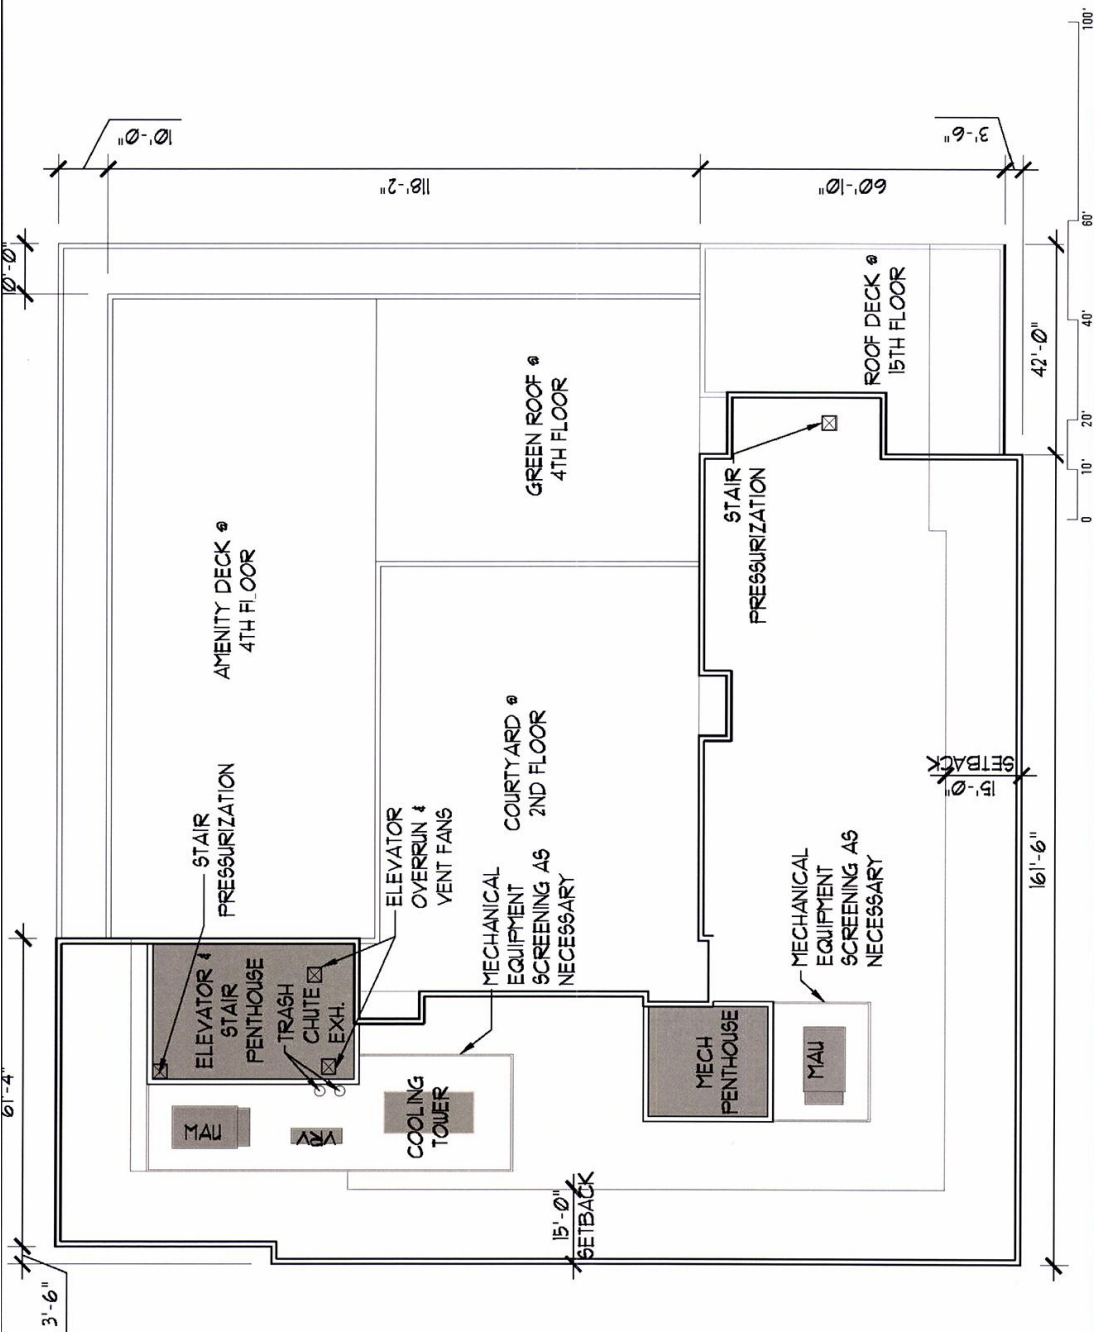 10'-0"
118'-2"
60'-10"
3'-6"
100'
60'
40'
20'
10'
0
42'-0"
161'-6"
AMENITY DECK @
4TH FLOOR
GREEN ROOF @
4TH FLOOR
ROOF DECK @
15TH FLOOR
STAIR
PRESSURIZATION
STAIR
PRESSURIZATION
ELEVATOR
OVERRUN &
VENT FANS
COURTYARD @
2ND FLOOR
MECHANICAL
EQUIPMENT
SCREENING AS
NECESSARY
MECHANICAL
EQUIPMENT
SCREENING AS
NECESSARY
ELEVATOR &
STAIR
PENTHOUSE
TRASH
CHUTE
EXH.
MECH
PENTHOUSE
MAU
MAU
COOLING
TOWER
15'-0"
SETBACK
15'-0"
SETBACK
61'-4"
3'-6"